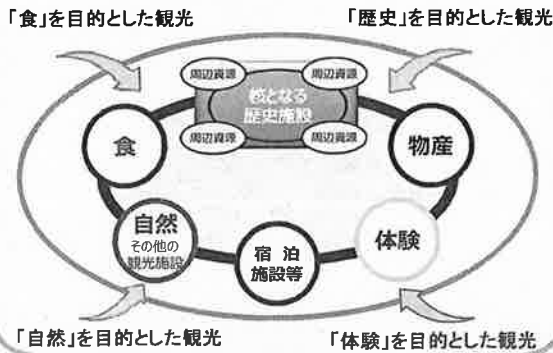 「食」を目的とした観光
「歴史」を目的とした観光
周辺資源
周辺資源
核となる
歴史施設
周辺資源
周辺資源
食
物産
自然
その他の
観光施設
宿泊
施設等
体験
「自然」を目的とした観光
「体験」を目的とした観光